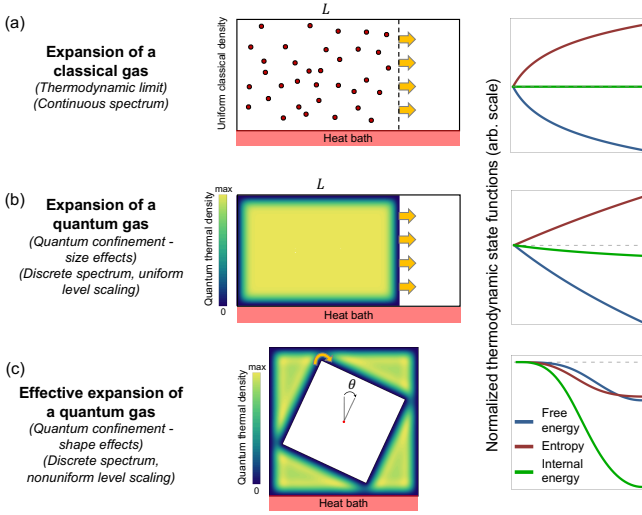 (a)
Expansion of a
classical gas
(Thermodynamic limit)
(Continuous spectrum)
L
Uniform classical density
Heat bath
(b)
Expansion of a
quantum gas
(Quantum confinement -
size effects)
(Discrete spectrum, uniform
level scaling)
L
max
Quantum thermal density
0
Heat bath
(c)
Effective expansion of
a quantum gas
(Quantum confinement -
shape effects)
(Discrete spectrum,
nonuniform level scaling)
max
Quantum thermal density
0
θ
Heat bath
Normalized thermodynamic state functions (arb. scale)
Free
energy
Entropy
Internal
energy